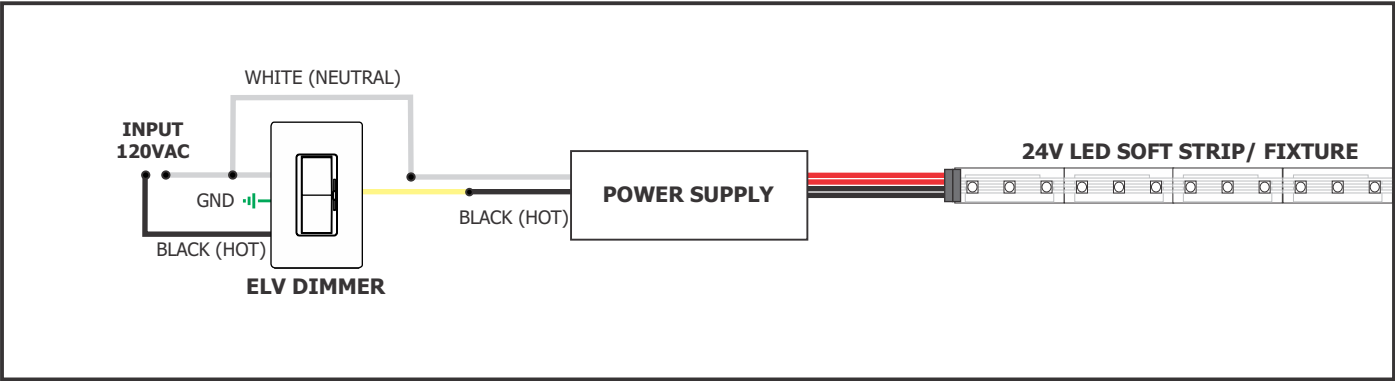 WHITE (NEUTRAL)
INPUT
120VAC
GND
BLACK (HOT)
ELV DIMMER
BLACK (HOT)
POWER SUPPLY
24V LED SOFT STRIP/ FIXTURE